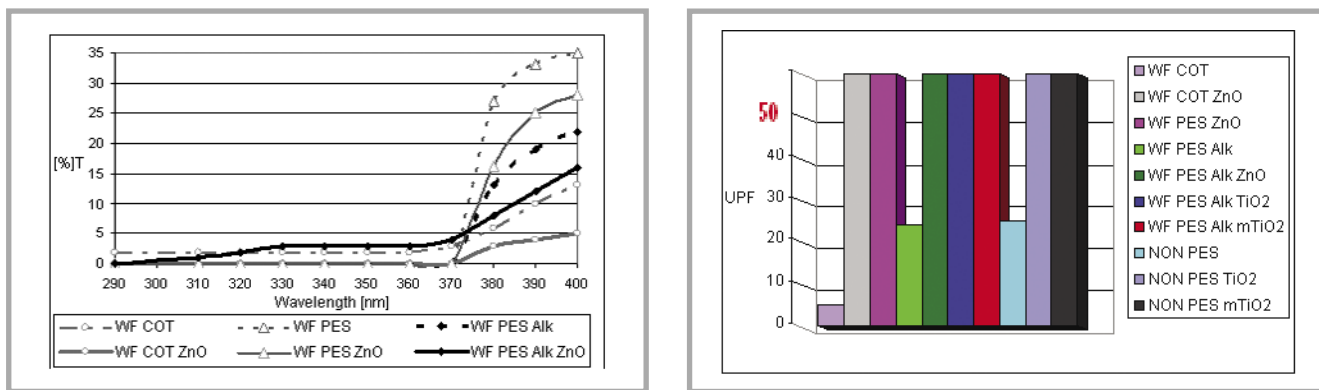 35
30
25
20
[%]T
15
10
5
0
290 300 310 320 330 340 350 360 370 380 390 400
Wavelength [nm]
WF COT WF PES WF PES Alk
WF COT ZnO WF PES ZnO WF PES Alk ZnO
50
40
30
UPF
20
10
0
WF COT
WF COT ZnO
WF PES ZnO
WF PES Alk
WF PES Alk ZnO
WF PES Alk TiO2
WF PES Alk mTiO2
NON PES
NON PES TiO2
NON PES mTiO2